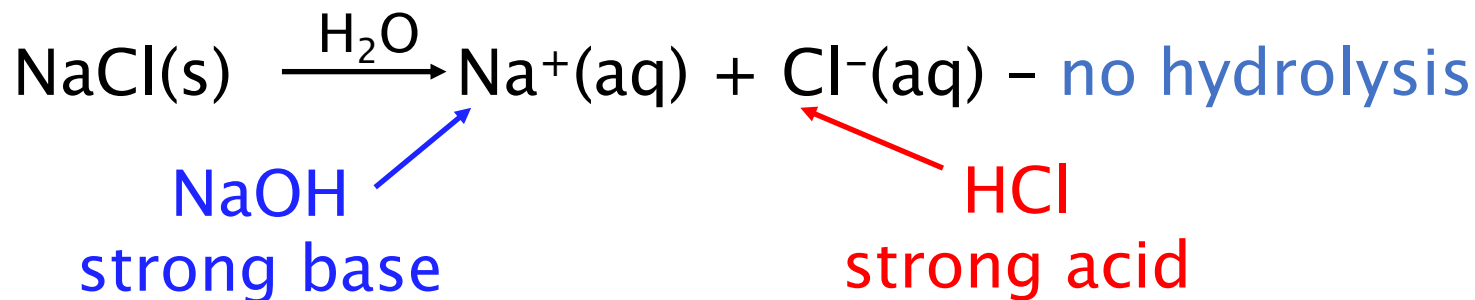 NaCl(s) H₂O Na⁺(aq) + Cl⁻(aq) – no hydrolysis
NaOH HCl
strong base strong acid